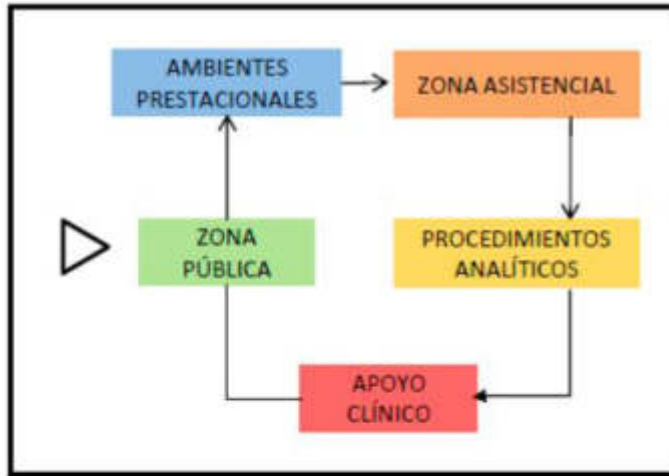 AMBIENTES
PRESTACIONALES
ZONA ASISTENCIAL
ZONA
PÚBLICA
PROCEDIMIENTOS
ANALÍTICOS
APOYO
CLÍNICO